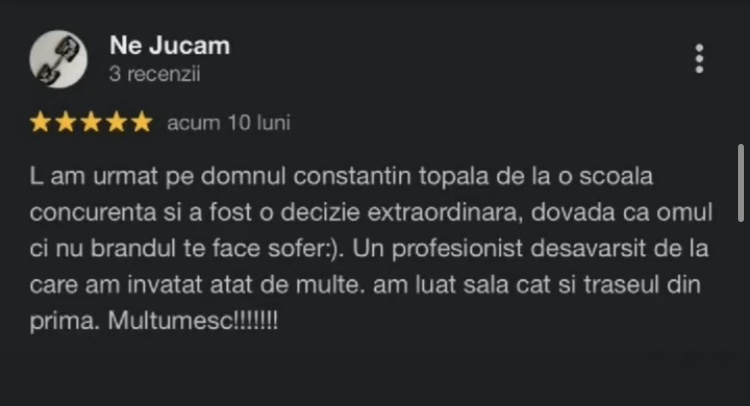 Ne Jucam
3 recenzii
acum 10 luni
L am urmat pe domnul constantin topala de la o scoala
concurenta si a fost o decizie extraordinara, dovada ca omul
ci nu brandul te face sofer:). Un profesionist desavarsit de la
care am invatat atat de multe. am luat sala cat si traseul din
prima. Multumesc!!!!!!!